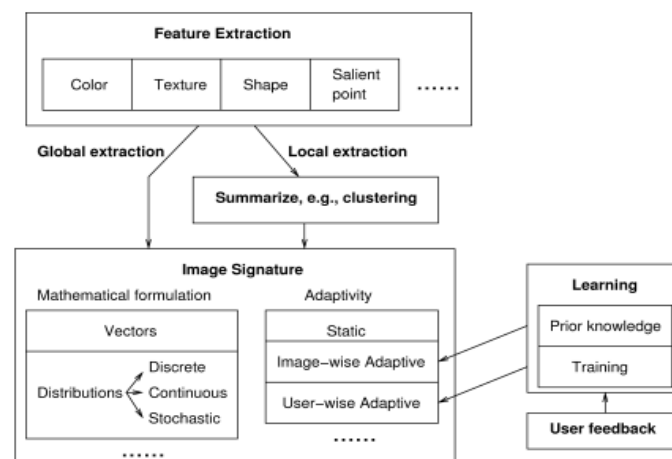 Feature Extraction
Color
Texture
Shape
Salient
point
......
Global extraction
Local extraction
Summarize, e.g., clustering
Image Signature
Mathematical formulation
Adaptivity
Vectors
Distributions
Discrete
Continuous
Stochastic
......
Static
Image-wise Adaptive
User-wise Adaptive
......
Learning
Prior knowledge
Training
User feedback